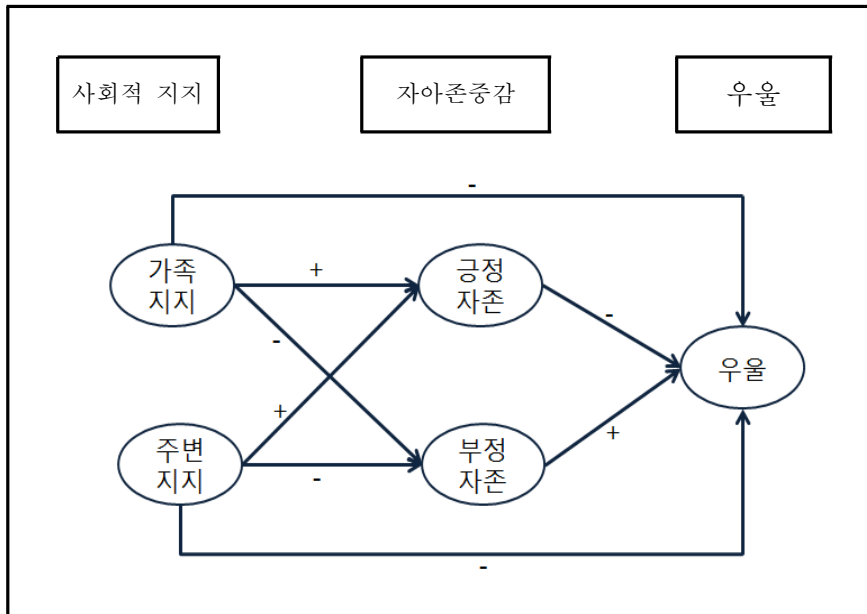 사회적 지지
자아존중감
우울
-
가족
지지
+
긍정
자존
-
-
우울
+
주변
지지
-
부정
자존
+
-